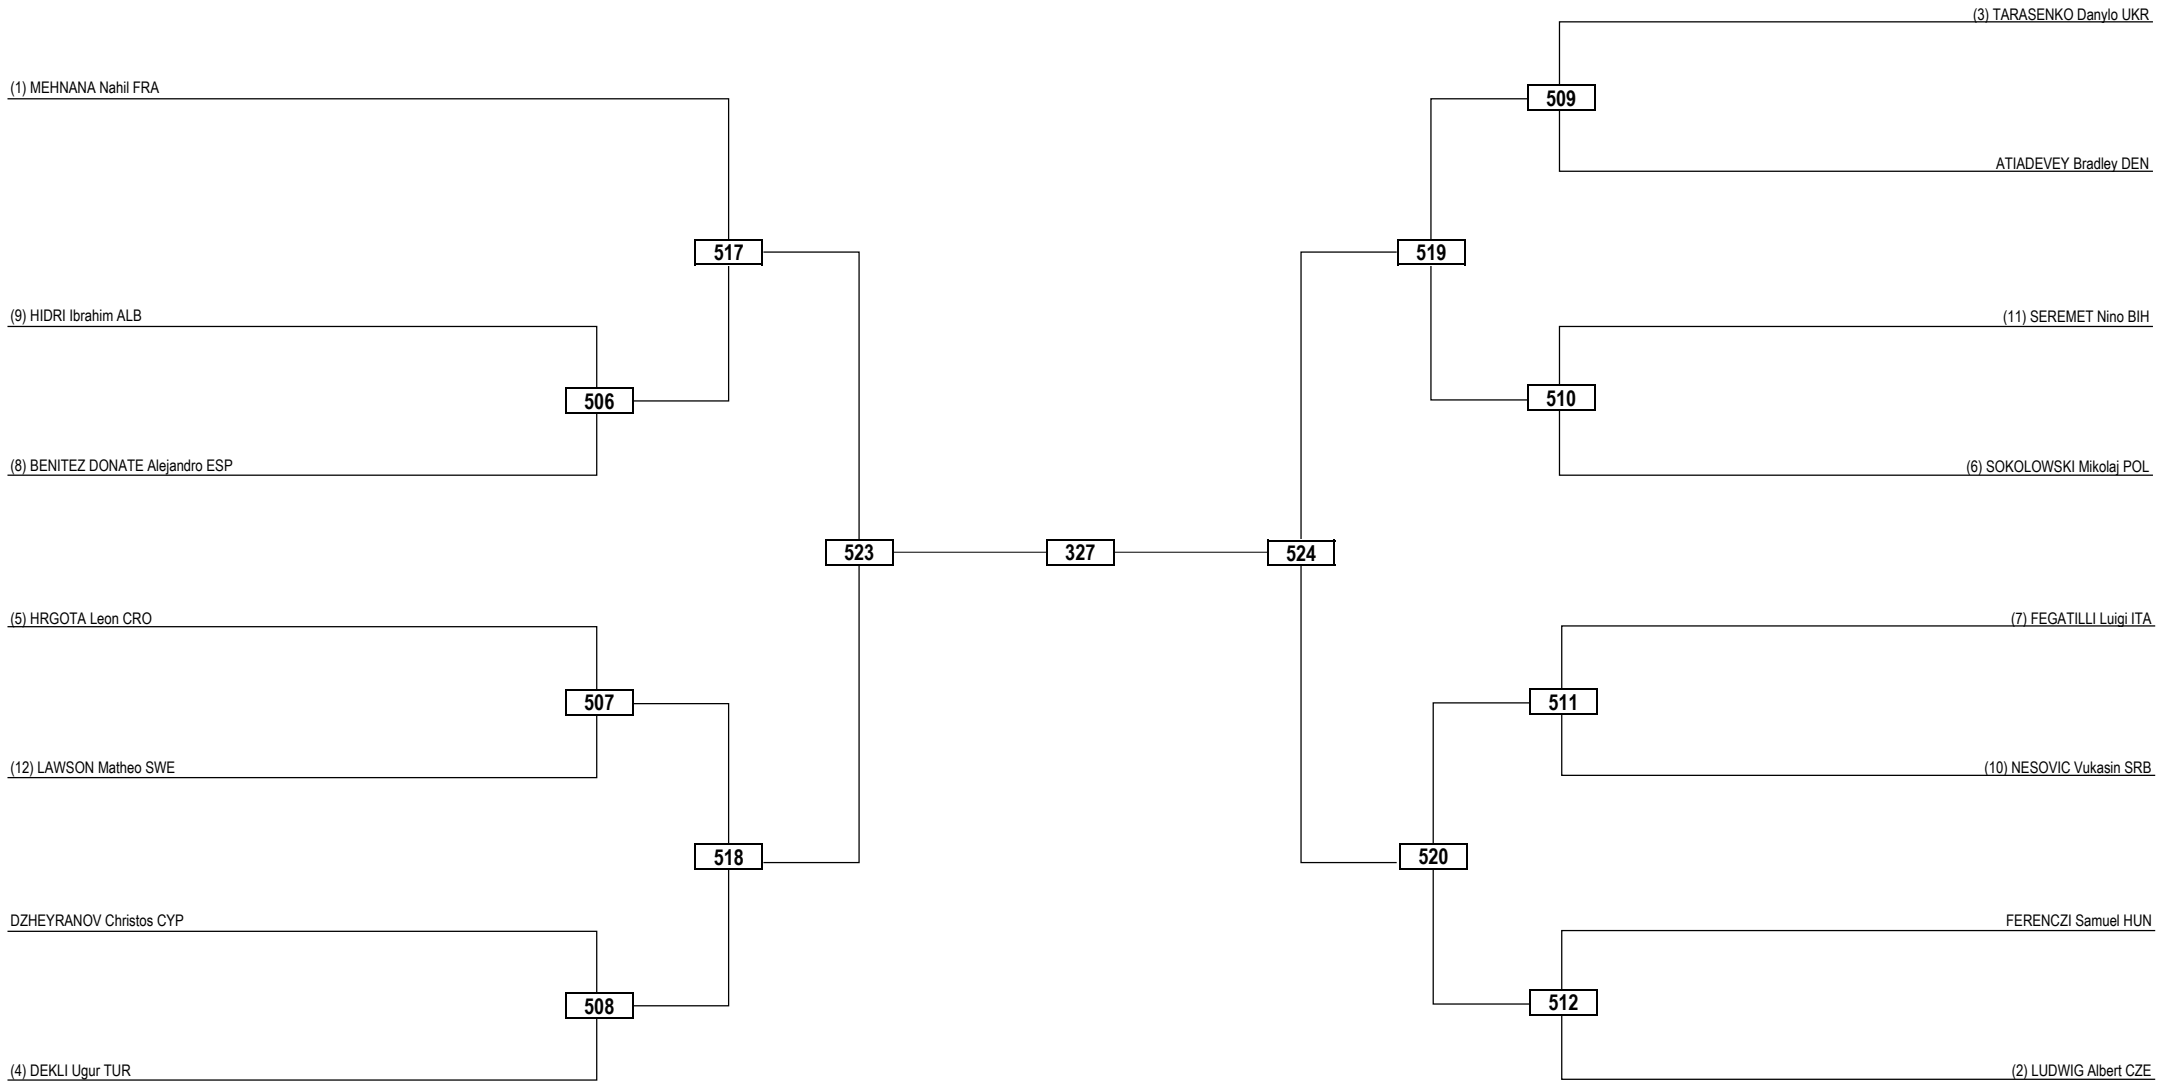 (3) TARASENKO Danylo UKR
(1) MEHNANA Nahil FRA
509
ATIADEVEY Bradley DEN
517
519
(9) HIDRI Ibrahim ALB
(11) SEREMET Nino BIH
506
510
(8) BENITEZ DONATE Alejandro ESP
(6) SOKOLOWSKI Mikolaj POL
523
327
524
(5) HRGOTA Leon CRO
(7) FEGATILLI Luigi ITA
507
511
(12) LAWSON Matheo SWE
(10) NESOVIC Vukasin SRB
518
520
DZHEYRANOV Christos CYP
FERENCZI Samuel HUN
508
512
(4) DEKLI Ugur TUR
(2) LUDWIG Albert CZE